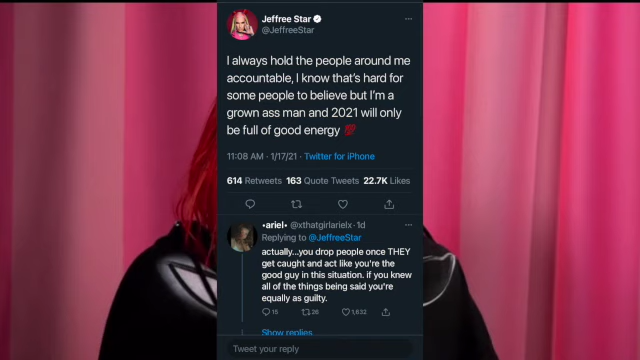 Jeffree Star
@JeffreeStar
I always hold the people around me
accountable, I know that's hard for
some people to believe but I'm a
grown ass man and 2021 will only
be full of good energy 💯
11:08 AM · 1/17/21 · Twitter for iPhone
614 Retweets 163 Quote Tweets 22.7K Likes
•ariel• @xthatgirlarielx · 1d
Replying to @JeffreeStar
actually...you drop people once THEY
get caught and act like you're the
good guy in this situation. if you knew
all of the things being said you're
equally as guilty.
15 26 1,632
Show replies
Tweet your reply